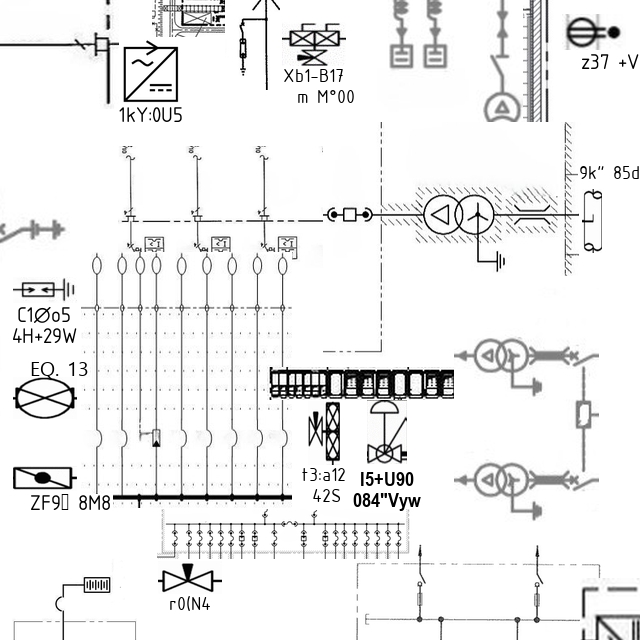 1kY:0U5
Xb1-B17
m M°00
z37 +V
9k" 85d
C1Øo5
4H+29W
EQ. 13
ZF9▯ 8M8
t3:a12
42S
I5+U90
084"Vyw
r0(N4